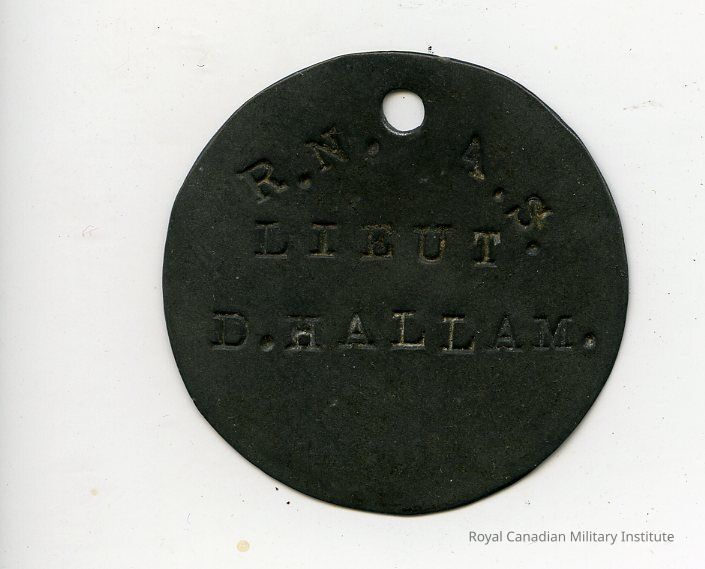 R.N. A.S.
LIEUT.
D.HALLAM.
Royal Canadian Military Institute